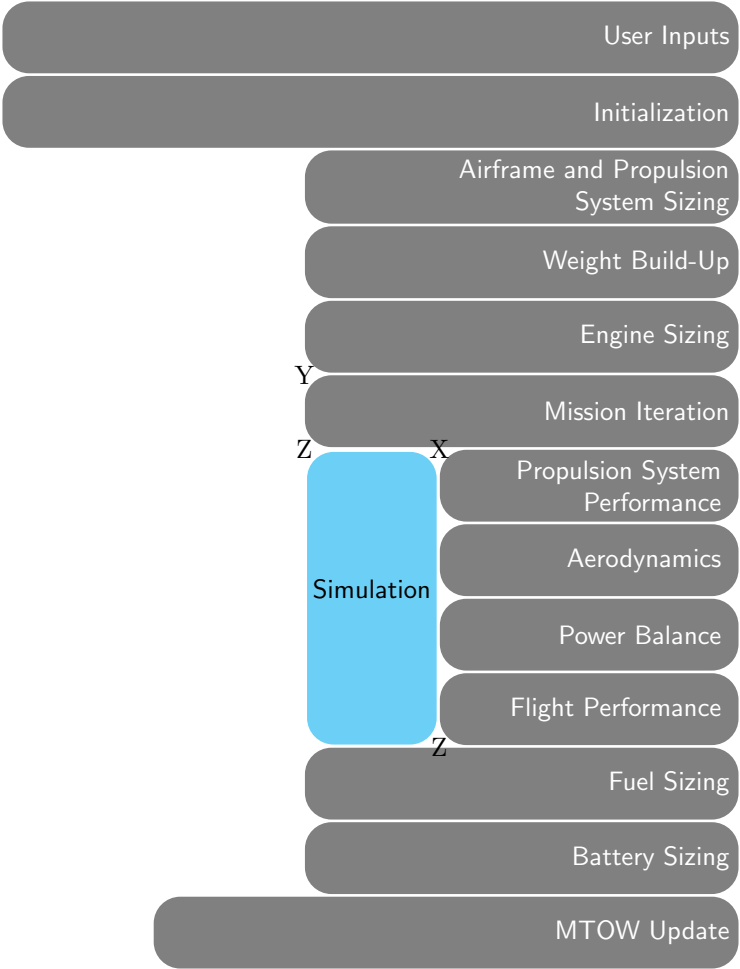 User Inputs
Initialization
Airframe and Propulsion
System Sizing
Weight Build-Up
Engine Sizing
Y
Mission Iteration
Z
X
Propulsion System
Performance
Aerodynamics
Simulation
Power Balance
Flight Performance
Z
Fuel Sizing
Battery Sizing
MTOW Update